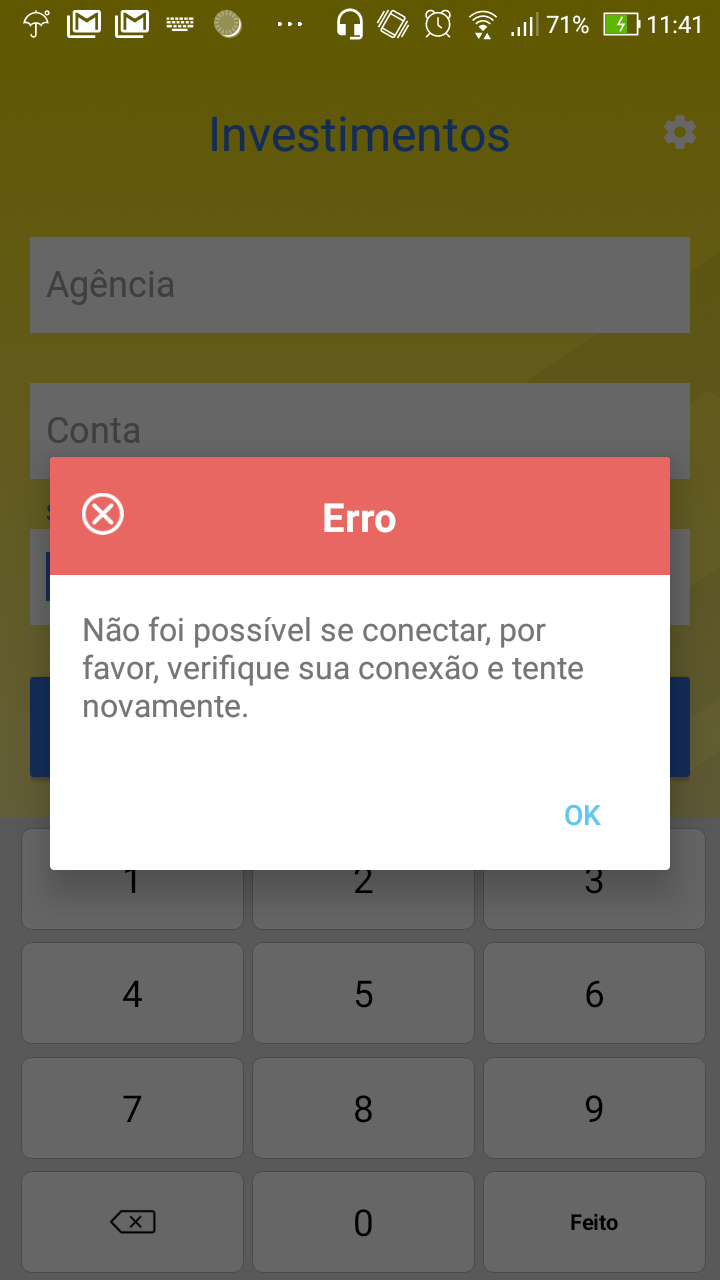 71% 11:41
Investimentos
Agência
Conta
Erro
Não foi possível se conectar, por
favor, verifique sua conexão e tente
novamente.
OK
1 2 3
4 5 6
7 8 9
0 Feito